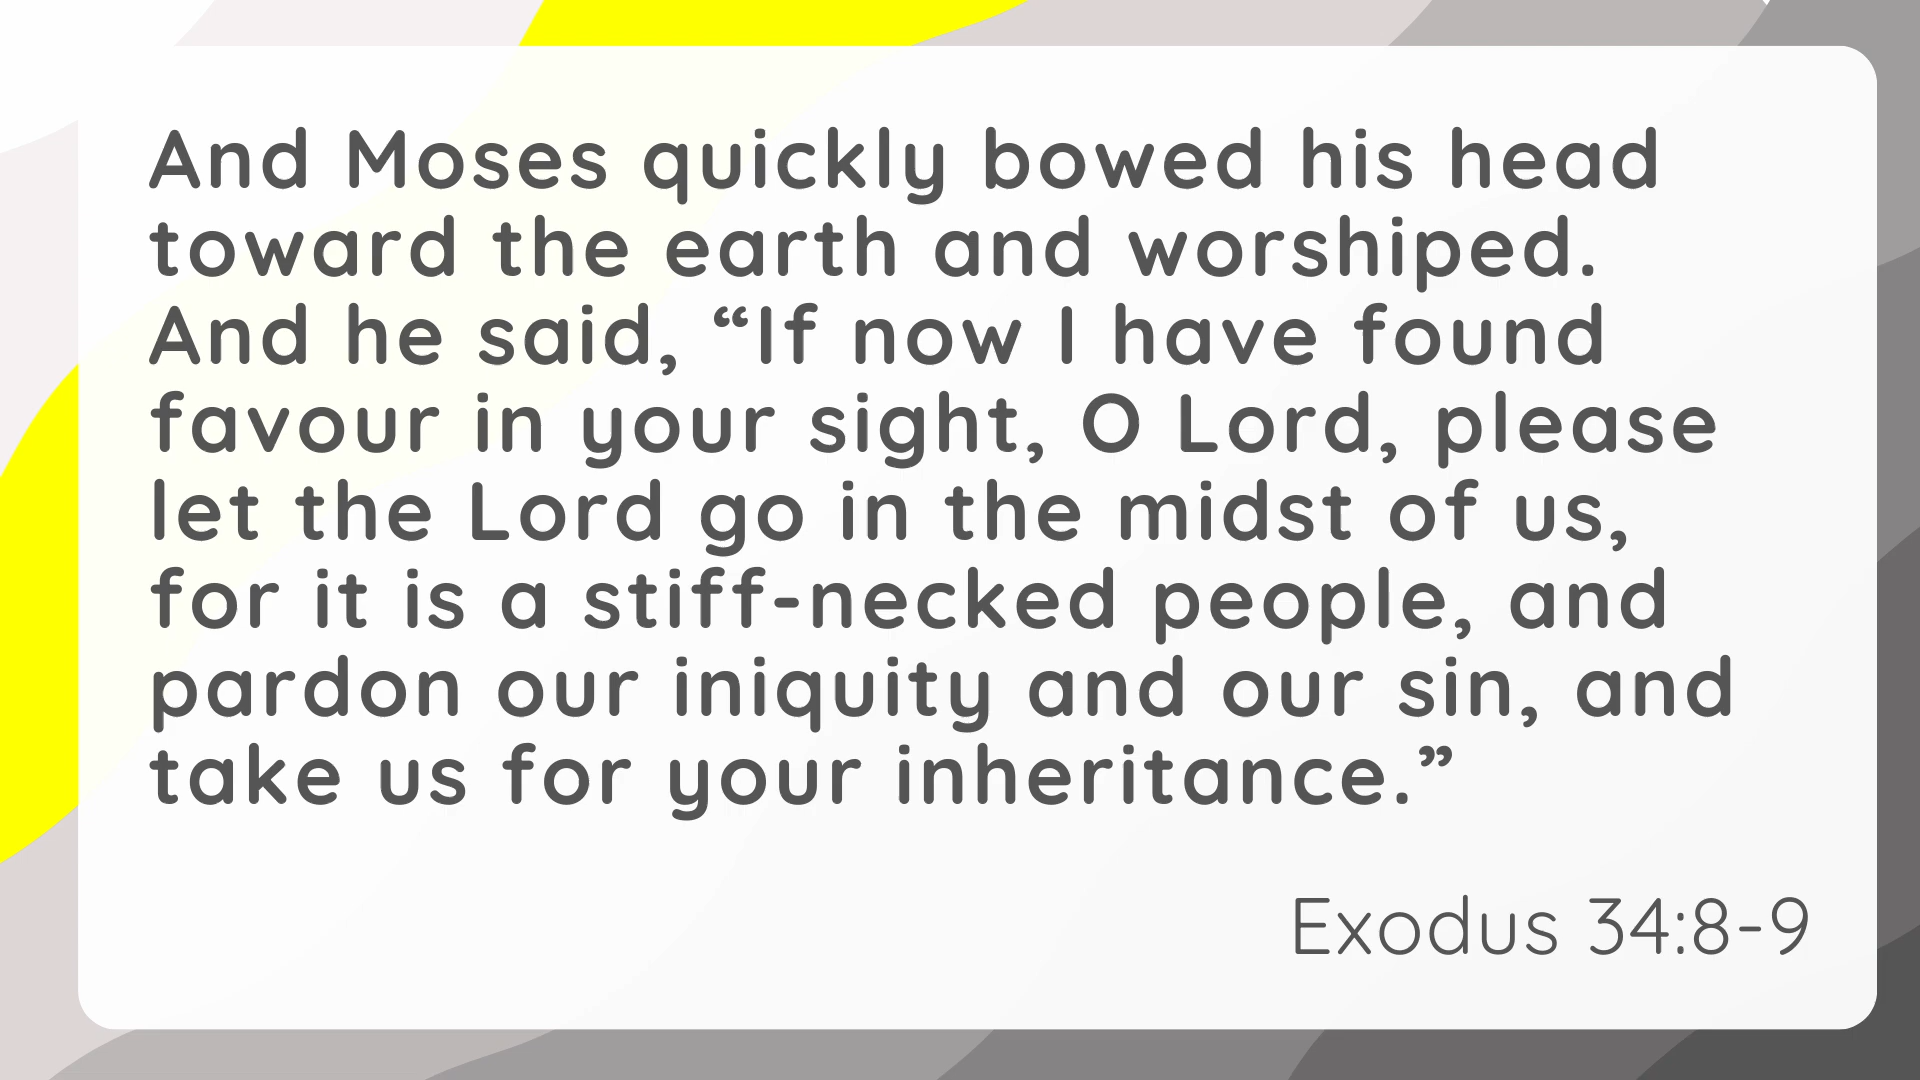 And Moses quickly bowed his head
toward the earth and worshiped.
And he said, “If now I have found
favour in your sight, O Lord, please
let the Lord go in the midst of us,
for it is a stiff-necked people, and
pardon our iniquity and our sin, and
take us for your inheritance.”
Exodus 34:8-9